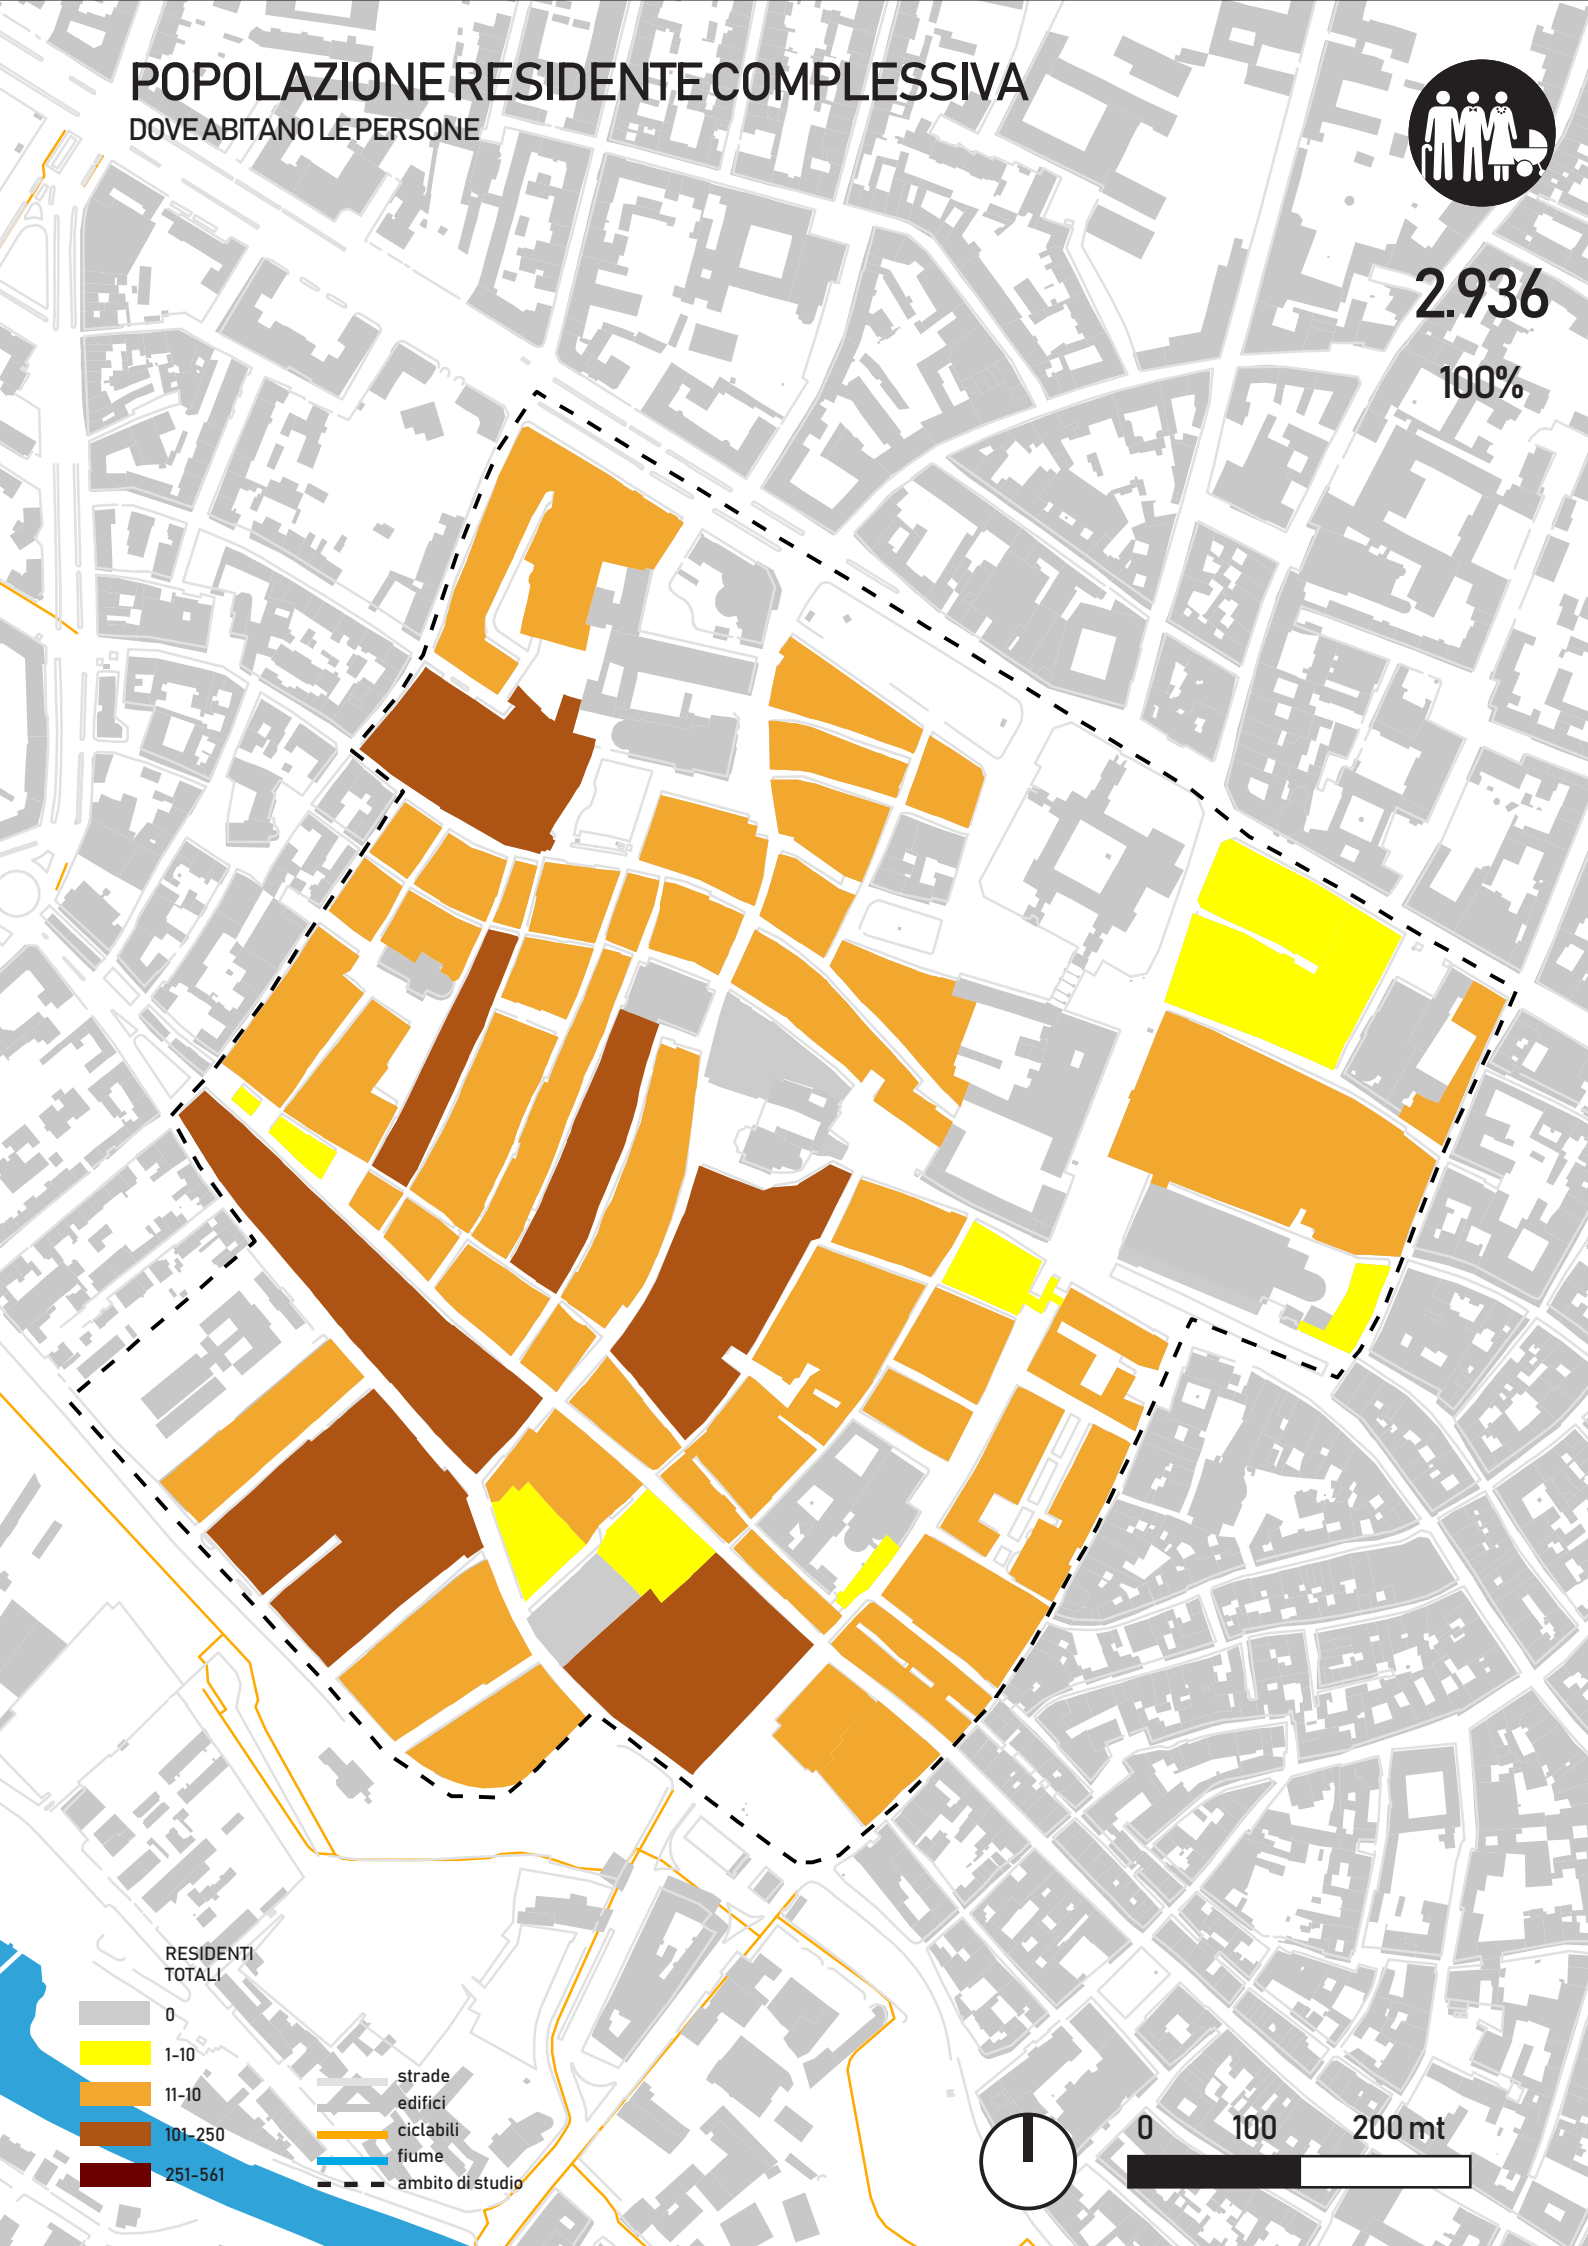 POPOLAZIONE RESIDENTE COMPLESSIVA
DOVE ABITANO LE PERSONE
2.936
100%
RESIDENTI
TOTALI
0
1-10
11-10
101-250
251-561
strade
edifici
ciclabili
fiume
ambito di studio
0 100 200 mt